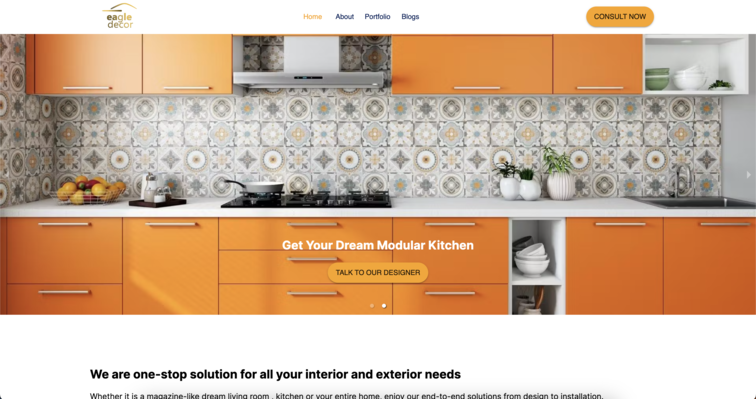 eagle
decor
Home About Portfolio Blogs
CONSULT NOW
Get Your Dream Modular Kitchen
TALK TO OUR DESIGNER
We are one-stop solution for all your interior and exterior needs
Whether it is a magazine-like dream living room , kitchen or your entire home, enjoy our end-to-end solutions from design to installation.